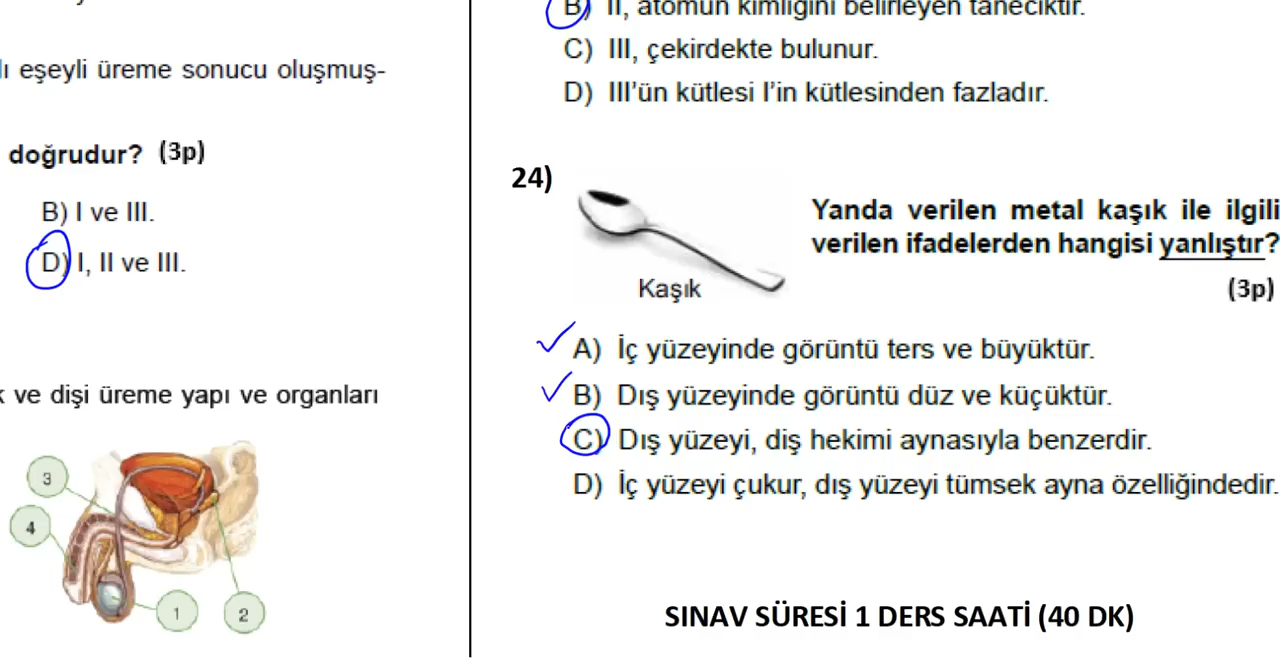 lı eşeyli üreme sonucu oluşmuş-
doğrudur? (3p)
B) I ve III.
D) I, II ve III.
ve dişi üreme yapı ve organları
3
4
1
2
B) II, atomun kimliğini belirleyen taneciktir.
C) III, çekirdekte bulunur.
D) III'ün kütlesi I'in kütlesinden fazladır.
24)
Yanda verilen metal kaşık ile ilgili
verilen ifadelerden hangisi yanlıştır?
Kaşık
(3p)
A) İç yüzeyinde görüntü ters ve büyüktür.
B) Dış yüzeyinde görüntü düz ve küçüktür.
C) Dış yüzeyi, diş hekimi aynasıyla benzerdir.
D) İç yüzeyi çukur, dış yüzeyi tümsek ayna özelliğindedir.
SINAV SÜRESİ 1 DERS SAATİ (40 DK)